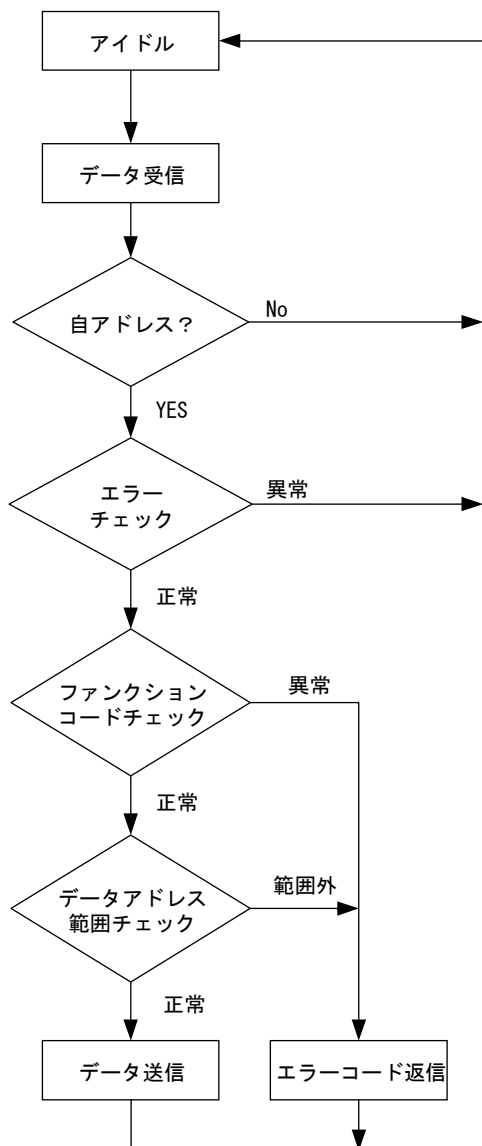 アイドル
データ受信
自アドレス？
No
YES
エラー
チェック
異常
正常
ファンクション
コードチェック
異常
正常
データアドレス
範囲チェック
範囲外
正常
データ送信
エラーコード返信